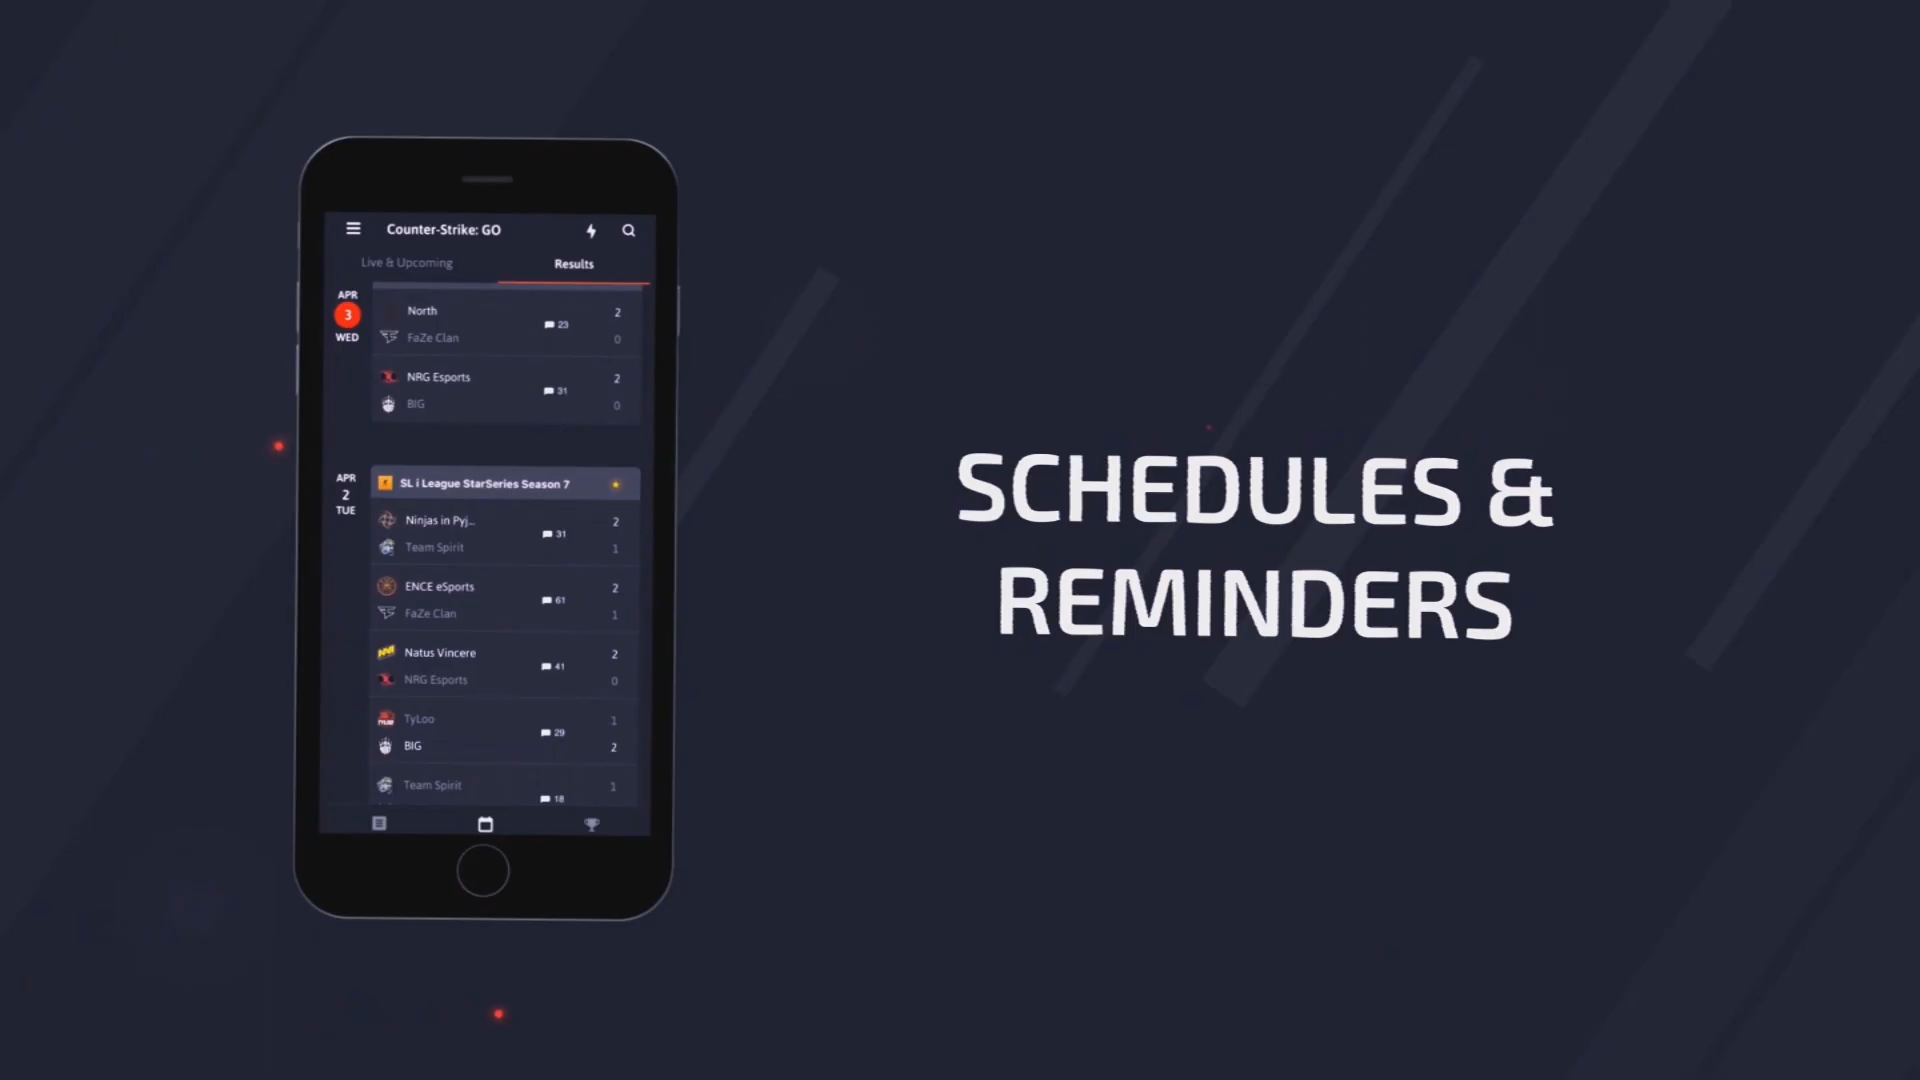 Counter-Strike: GO
Live & Upcoming
Results
APR
3
WED
North
2
23
FaZe Clan
0
NRG Esports
2
31
BIG
0
APR
2
TUE
SL i League StarSeries Season 7
Ninjas in Pyj...
2
31
Team Spirit
1
ENCE eSports
2
61
FaZe Clan
1
Natus Vincere
2
41
NRG Esports
0
TyLoo
1
29
BIG
2
Team Spirit
1
18
SCHEDULES &
REMINDERS